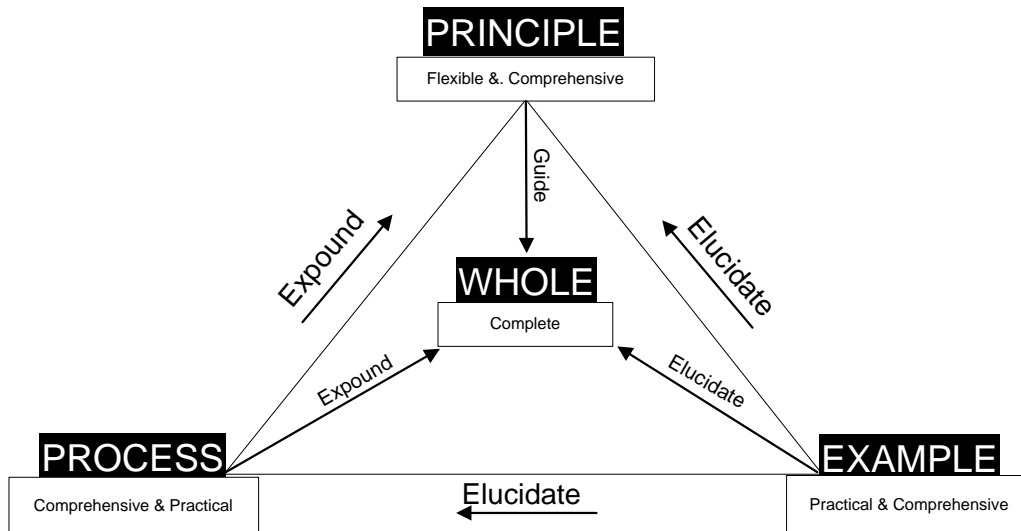 PRINCIPLE
Flexible &. Comprehensive
Guide
Expound
Elucidate
WHOLE
Complete
Expound
Elucidate
PROCESS
Comprehensive & Practical
Elucidate
EXAMPLE
Practical & Comprehensive